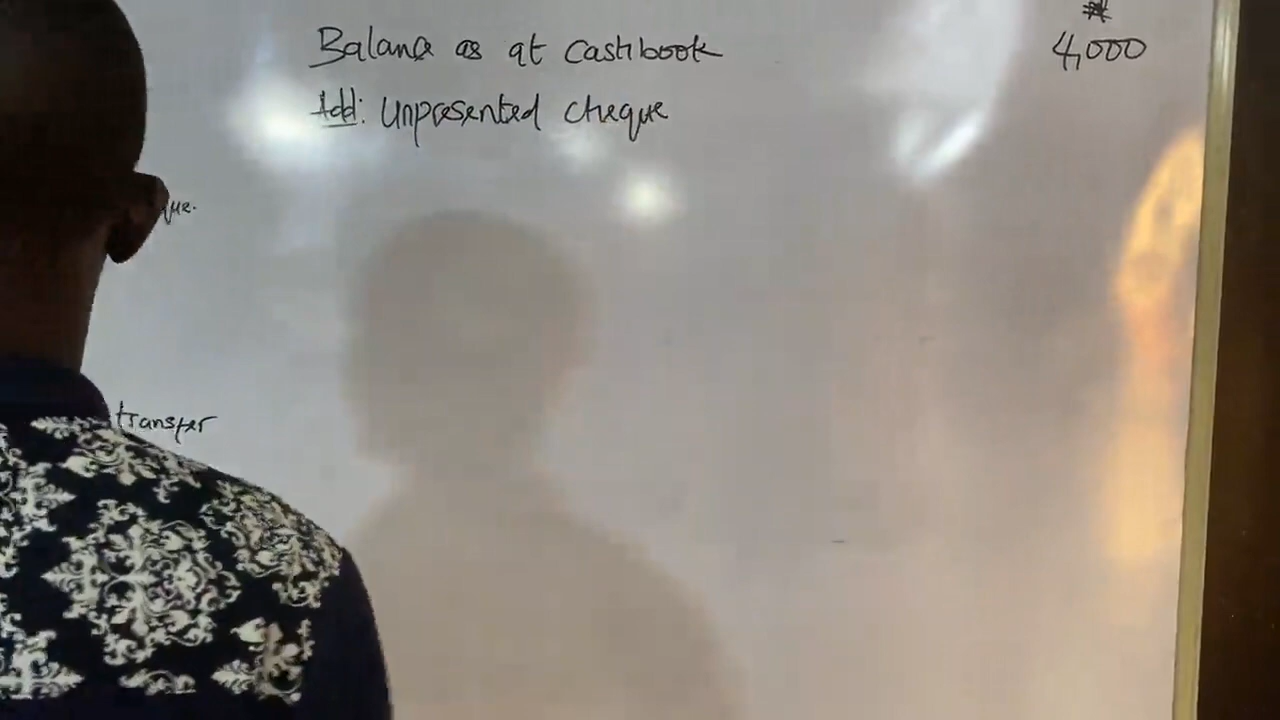 ₦
Balance as at Cashbook 4,000
Add: Unpresented cheque
transfer